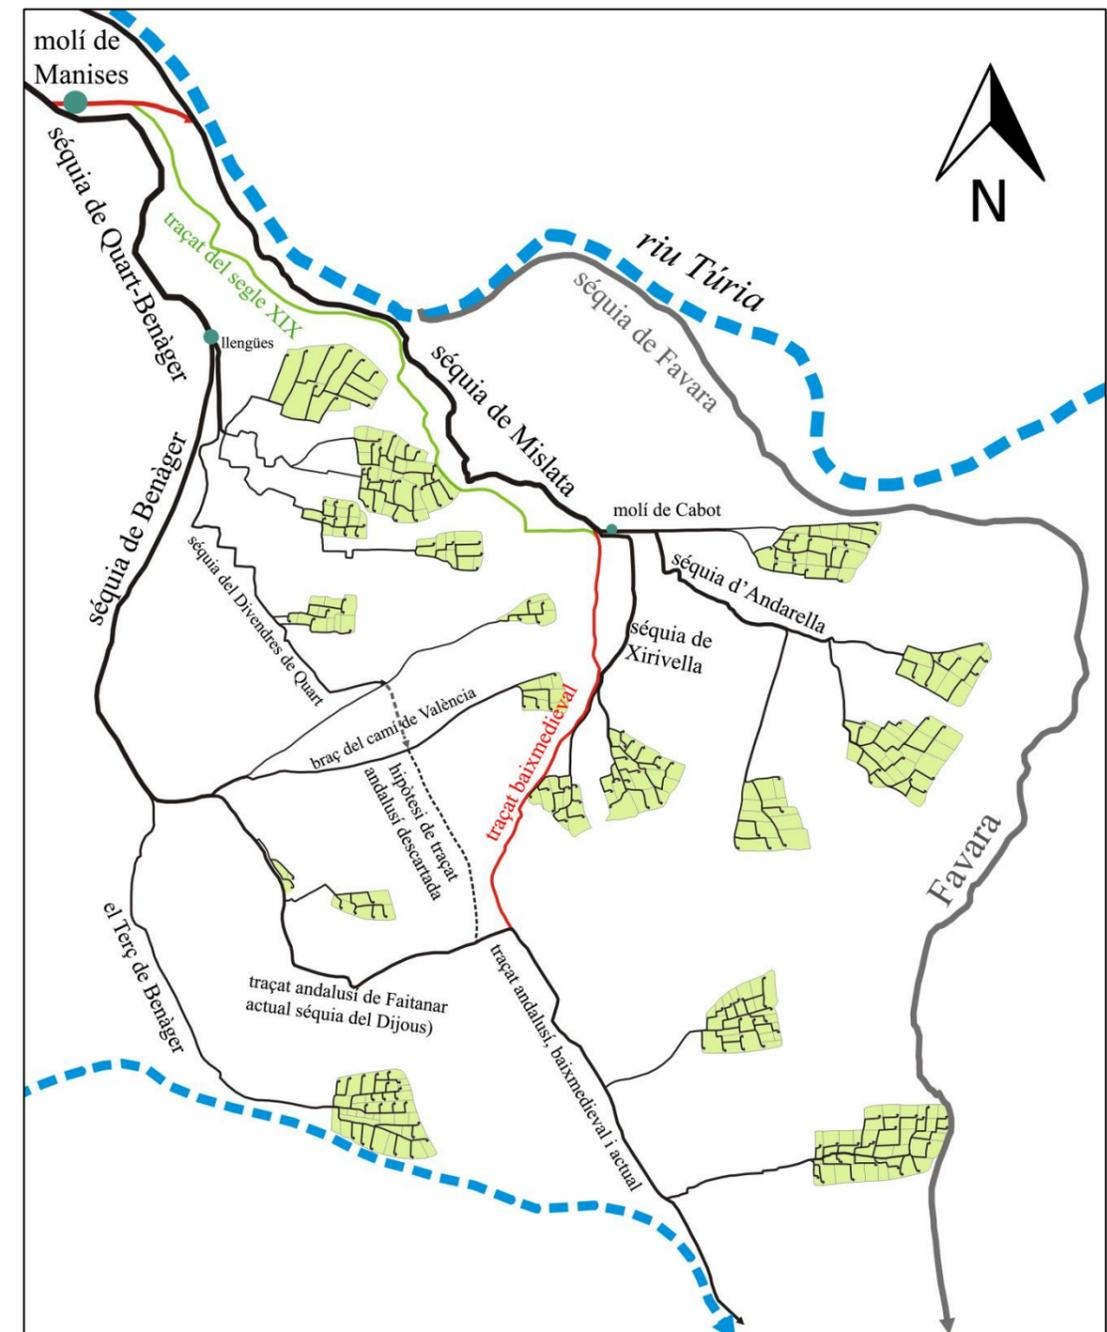 molí de
Manises
N
séquia de Quart-Benàger
traçat del segle XIX
riu Túria
séquia de Favara
llengües
séquia de Mislata
séquia de Benàger
molí de Cabot
séquia d'Andarella
séquia del Divendres de Quart
séquia de
Xirivella
braç del camí de València
traçat baixmedieval
hipòtesi de traçat
andalusí descartada
Favara
el Terç de Benàger
traçat andalusí de Faitanar
actual séquia del Dijous)
traçat andalusí, baixmedieval i actual